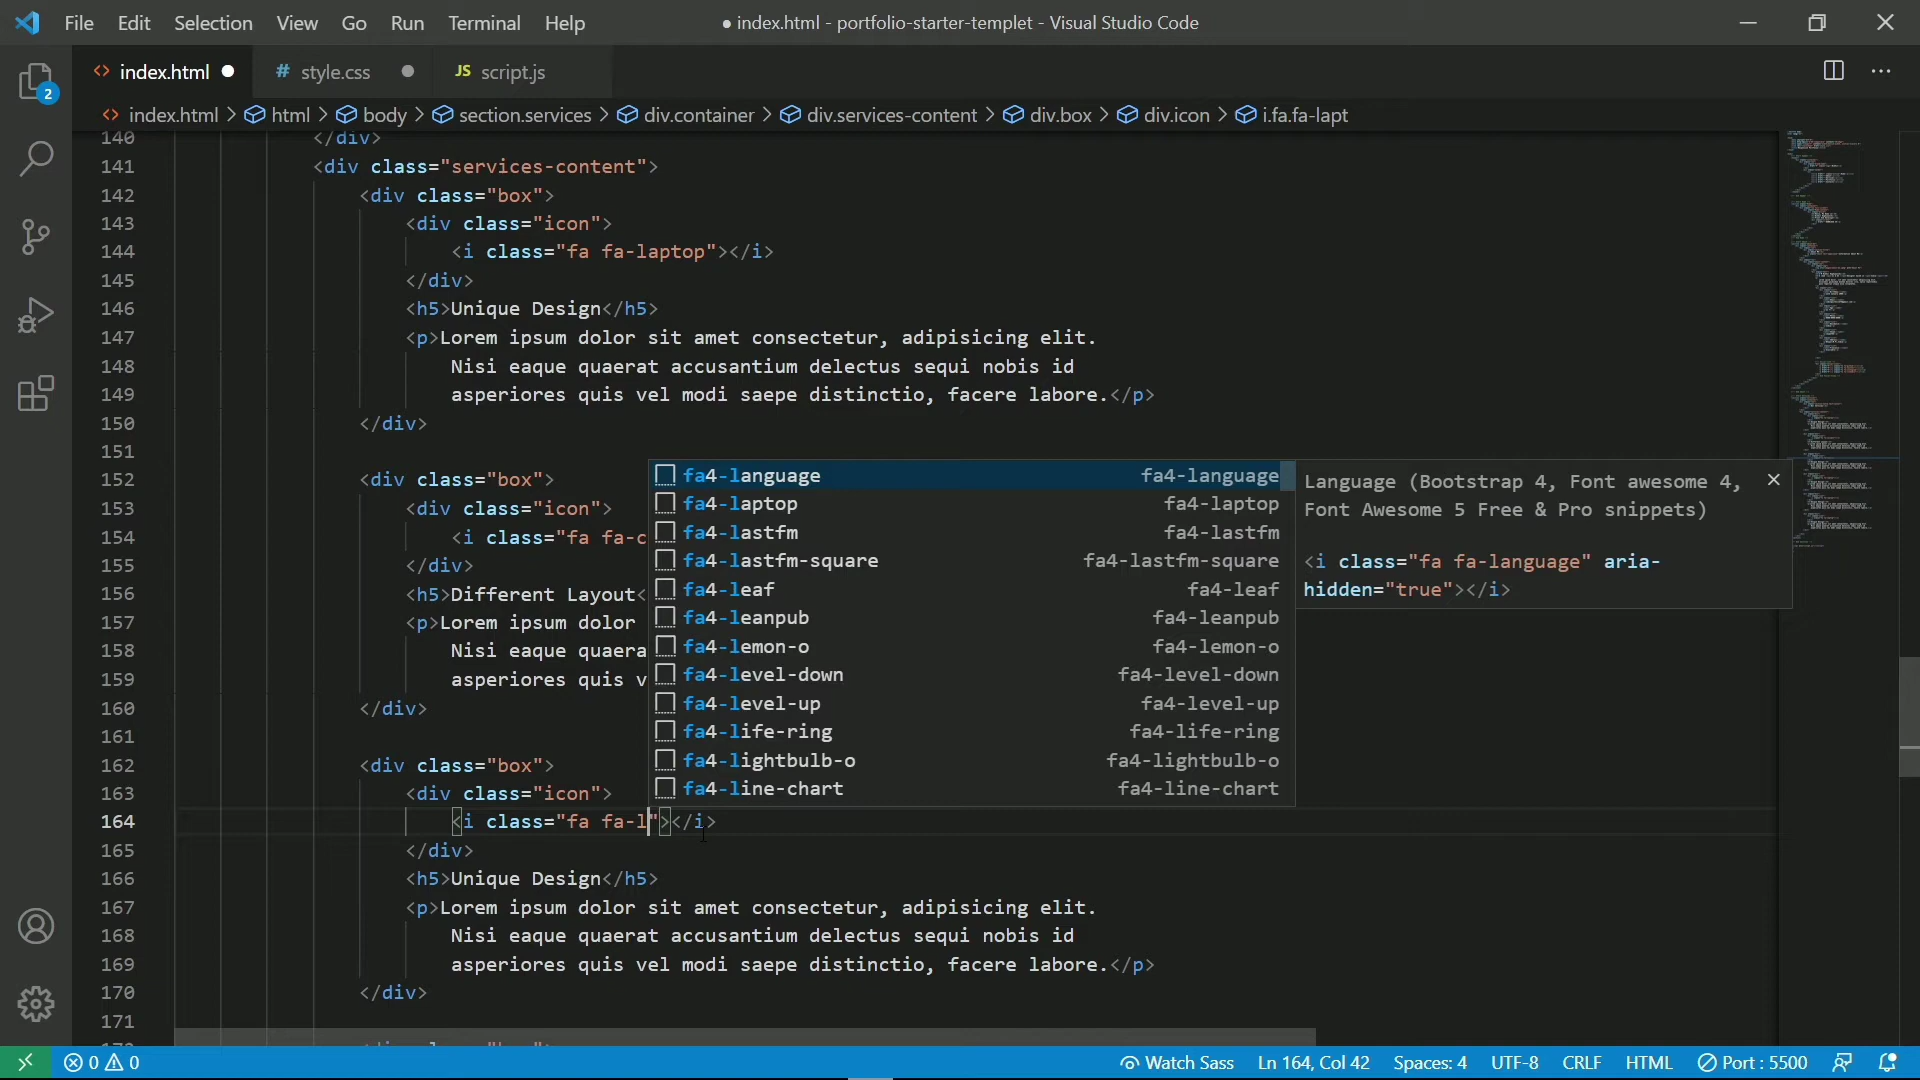 File Edit Selection View Go Run Terminal Help
● index.html - portfolio-starter-templet - Visual Studio Code
index.html ● # style.css ● JS script.js
2
index.html > html > body > section.services > div.container > div.services-content > div.box > div.icon > i.fa.fa-lapt
140 </div>
141 <div class="services-content">
142 <div class="box">
143 <div class="icon">
144 <i class="fa fa-laptop"></i>
145 </div>
146 <h5>Unique Design</h5>
147 <p>Lorem ipsum dolor sit amet consectetur, adipisicing elit.
148 Nisi eaque quaerat accusantium delectus sequi nobis id
149 asperiores quis vel modi saepe distinctio, facere labore.</p>
150 </div>
151
152 <div class="box">
153 <div class="icon">
154 <i class="fa fa-c
155 </div>
156 <h5>Different Layout<
157 <p>Lorem ipsum dolor
158 Nisi eaque quaera
159 asperiores quis v
160 </div>
161
162 <div class="box">
163 <div class="icon">
164 <i class="fa fa-l"></i>
165 </div>
166 <h5>Unique Design</h5>
167 <p>Lorem ipsum dolor sit amet consectetur, adipisicing elit.
168 Nisi eaque quaerat accusantium delectus sequi nobis id
169 asperiores quis vel modi saepe distinctio, facere labore.</p>
170 </div>
171
fa4-language fa4-language
fa4-laptop fa4-laptop
fa4-lastfm fa4-lastfm
fa4-lastfm-square fa4-lastfm-square
fa4-leaf fa4-leaf
fa4-leanpub fa4-leanpub
fa4-lemon-o fa4-lemon-o
fa4-level-down fa4-level-down
fa4-level-up fa4-level-up
fa4-life-ring fa4-life-ring
fa4-lightbulb-o fa4-lightbulb-o
fa4-line-chart fa4-line-chart
Language (Bootstrap 4, Font awesome 4,
Font Awesome 5 Free & Pro snippets)
<i class="fa fa-language" aria-
hidden="true"></i>
0 0 Watch Sass Ln 164, Col 42 Spaces: 4 UTF-8 CRLF HTML Port : 5500